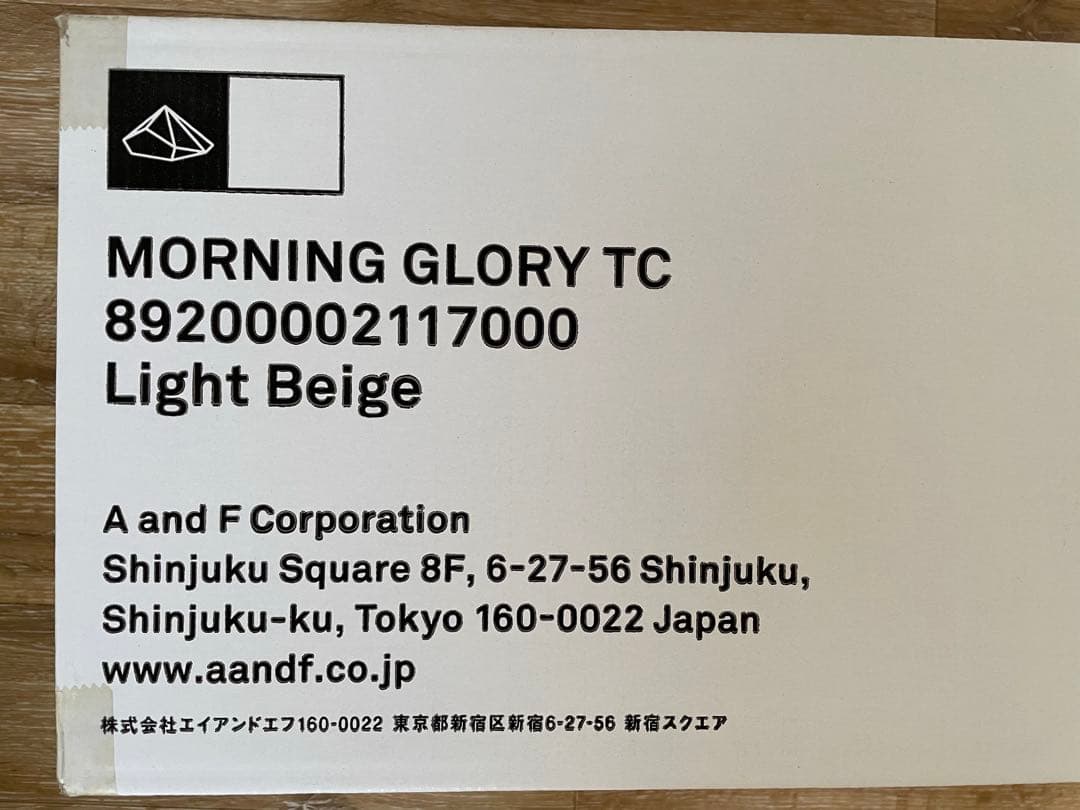 MORNING GLORY TC
89200002117000
Light Beige
A and F Corporation
Shinjuku Square 8F, 6-27-56 Shinjuku,
Shinjuku-ku, Tokyo 160-0022 Japan
www.aandf.co.jp
株式会社エイアンドエフ160-0022 東京都新宿区新宿6-27-56 新宿スクエア